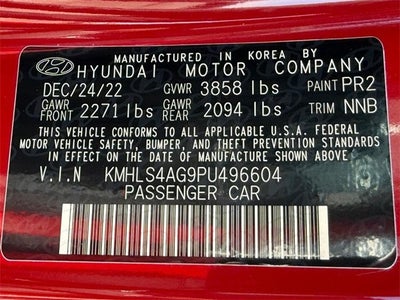 MANUFACTURED IN KOREA BY
HYUNDAI MOTOR COMPANY
DEC/24/22 GVWR 3858 lbs PAINT PR2
GAWR FRONT 2271 lbs GAWR REAR 2094 lbs TRIM NNB
THIS VEHICLE CONFORMS TO ALL APPLICABLE U.S.A. FEDERAL
MOTOR VEHICLE SAFETY, BUMPER, AND THEFT PREVENTION
STANDARDS IN EFFECT ON THE DATE OF MANUFACTURE SHOWN ABOVE.
V.I.N KMHLS4AG9PU496604
PASSENGER CAR